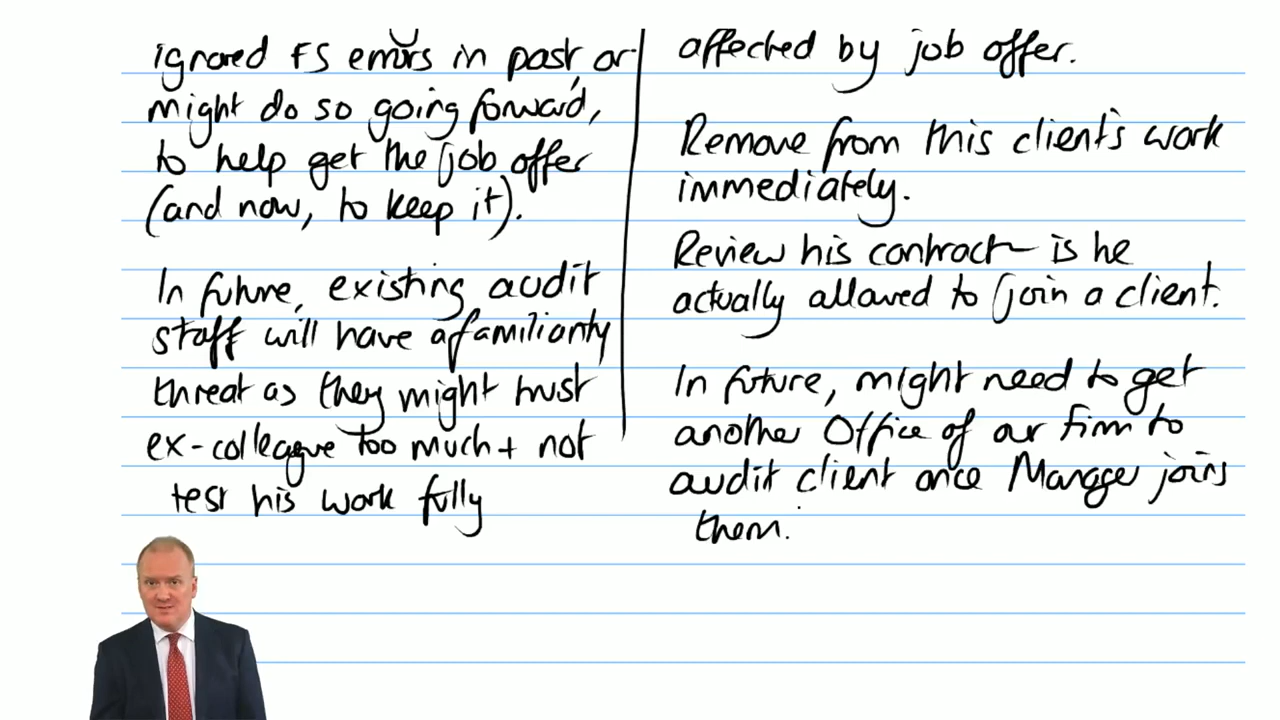 ignored FS errors in past, or
might do so going forward,
to help get the job offer
(and now, to keep it).
In future, existing audit
staff will have a familiarity
threat as they might trust
ex-colleague too much + not
test his work fully
affected by job offer.
Remove from this client's work
immediately.
Review his contract - is he
actually allowed to join a client.
In future, might need to get
another Office of our Firm to
audit client once Manager joins
them.